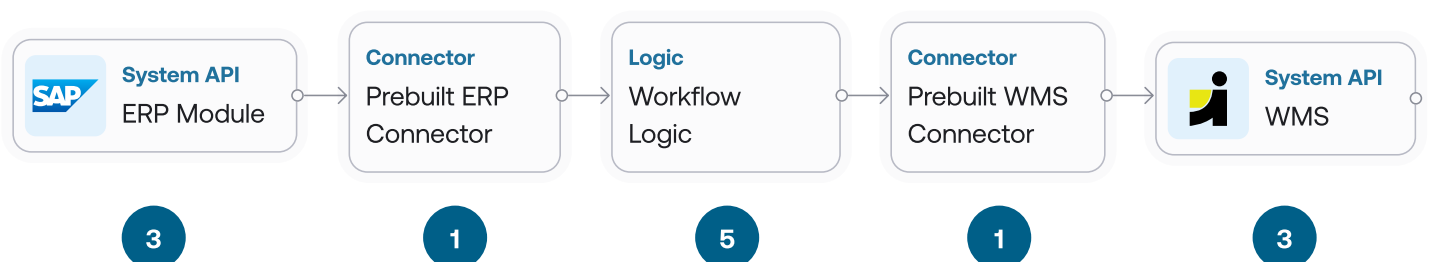 SAP
System API
ERP Module
Connector
Prebuilt ERP
Connector
Logic
Workflow
Logic
Connector
Prebuilt WMS
Connector
System API
WMS
3
1
5
1
3